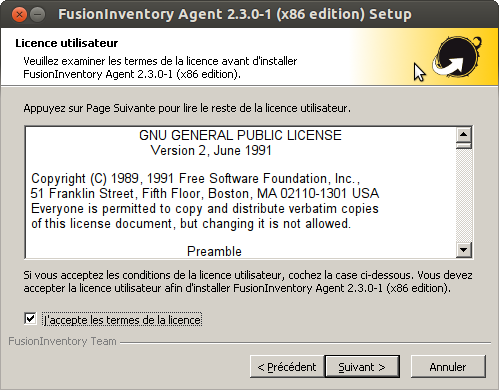 FusionInventory Agent 2.3.0-1 (x86 edition) Setup
Licence utilisateur
Veuillez examiner les termes de la licence avant d'installer
FusionInventory Agent 2.3.0-1 (x86 edition).
Appuyez sur Page Suivante pour lire le reste de la licence utilisateur.
GNU GENERAL PUBLIC LICENSE
Version 2, June 1991
Copyright (C) 1989, 1991 Free Software Foundation, Inc.,
51 Franklin Street, Fifth Floor, Boston, MA 02110-1301 USA
Everyone is permitted to copy and distribute verbatim copies
of this license document, but changing it is not allowed.
Preamble
Si vous acceptez les conditions de la licence utilisateur, cochez la case ci-dessous. Vous devez
accepter la licence utilisateur afin d'installer FusionInventory Agent 2.3.0-1 (x86 edition).
J'accepte les termes de la licence
FusionInventory Team
< Précédent
Suivant >
Annuler